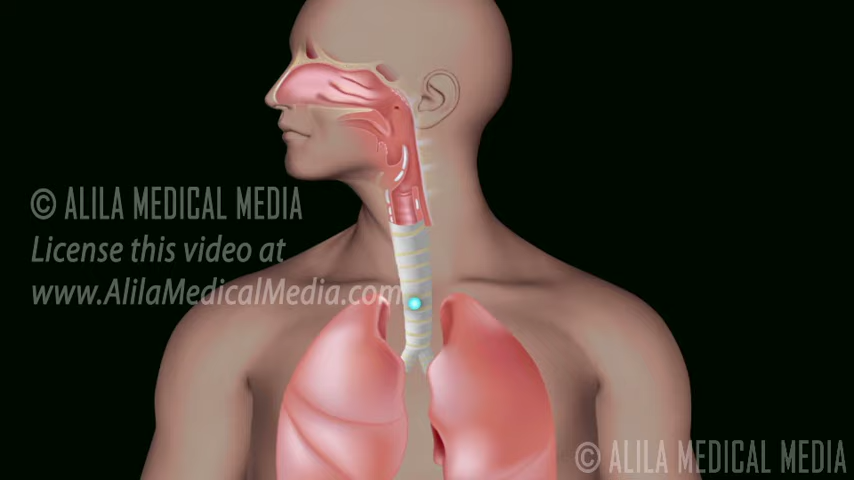 © ALILA MEDICAL MEDIA
License this video at
www.AlilaMedicalMedia.com
© ALILA MEDICAL MEDIA